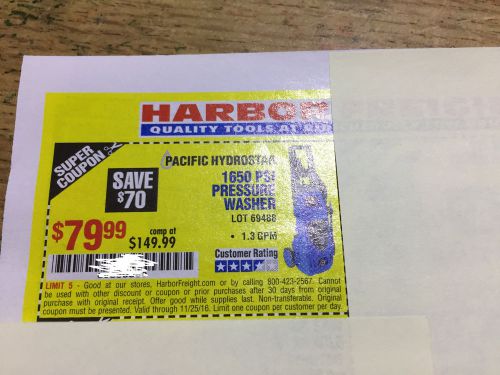 HARBOR
QUALITY TOOLS AT
SUPER
COUPON
PACIFIC HYDROSTAR
1650 PSI
PRESSURE
WASHER
LOT 69488
• 1.3 GPM
SAVE
$70
$79.99
comp at
$149.99
Customer Rating
LIMIT 5 - Good at our stores, HarborFreight.com or by calling 800-423-2567. Cannot
be used with other discount or coupon or prior purchases after 30 days from original
purchase with original receipt. Offer good while supplies last. Non-transferable. Original
coupon must be presented. Valid through 11/25/16. Limit one coupon per customer per day.